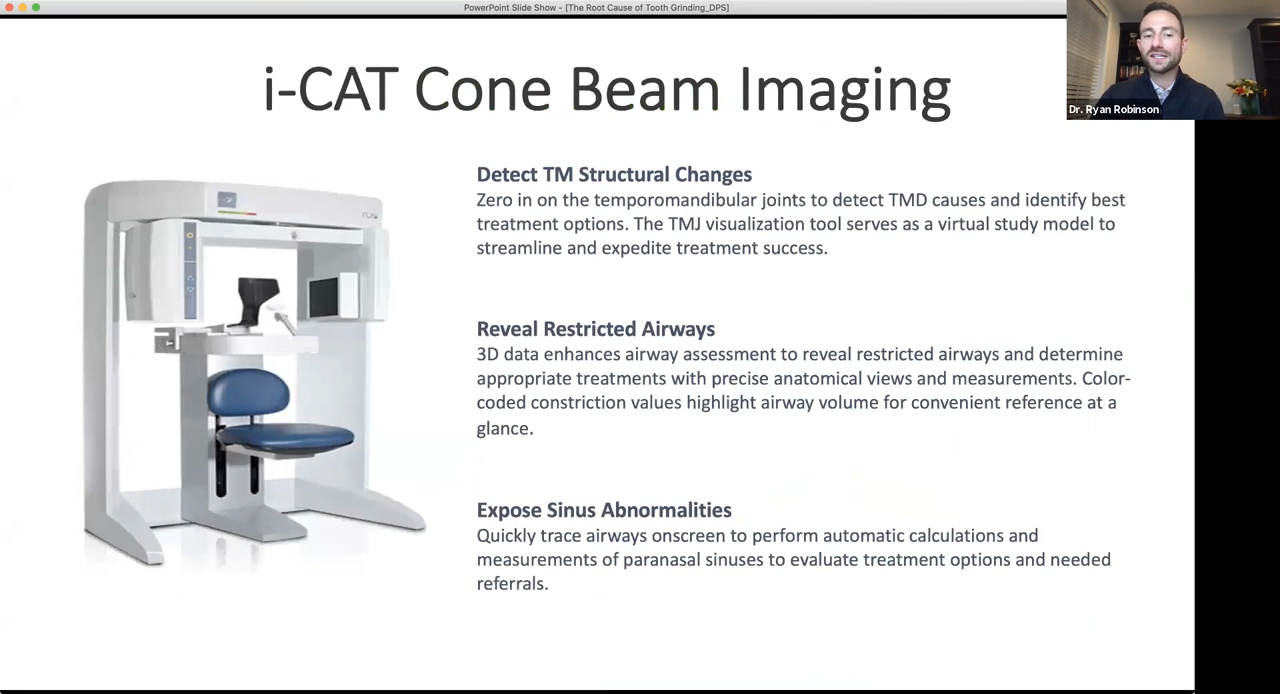 PowerPoint Slide Show - [The Root Cause of Tooth Grinding_DPS]
i-CAT Cone Beam Imaging
Dr. Ryan Robinson
Detect TM Structural Changes
Zero in on the temporomandibular joints to detect TMD causes and identify best
treatment options. The TMJ visualization tool serves as a virtual study model to
streamline and expedite treatment success.
Reveal Restricted Airways
3D data enhances airway assessment to reveal restricted airways and determine
appropriate treatments with precise anatomical views and measurements. Color-
coded constriction values highlight airway volume for convenient reference at a
glance.
Expose Sinus Abnormalities
Quickly trace airways onscreen to perform automatic calculations and
measurements of paranasal sinuses to evaluate treatment options and needed
referrals.